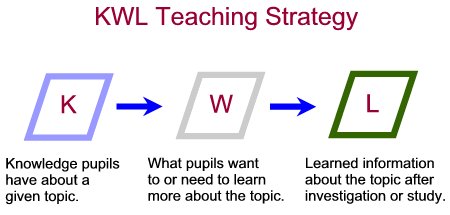 KWL Teaching Strategy
K
W
L
Knowledge pupils
have about a
given topic.
What pupils want
to or need to learn
more about the topic.
Learned information
about the topic after
investigation or study.